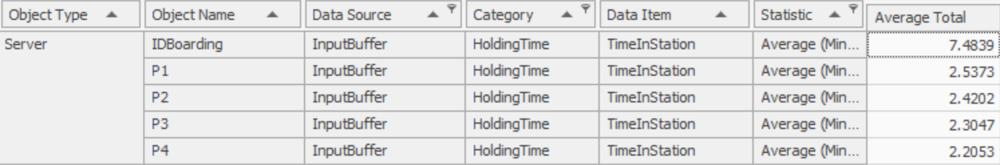 Object Type Object Name Data Source Category Data Item Statistic Average Total
Server IDBoarding InputBuffer HoldingTime TimeInStation Average (Min... 7.4839
P1 InputBuffer HoldingTime TimeInStation Average (Min... 2.5373
P2 InputBuffer HoldingTime TimeInStation Average (Min... 2.4202
P3 InputBuffer HoldingTime TimeInStation Average (Min... 2.3047
P4 InputBuffer HoldingTime TimeInStation Average (Min... 2.2053